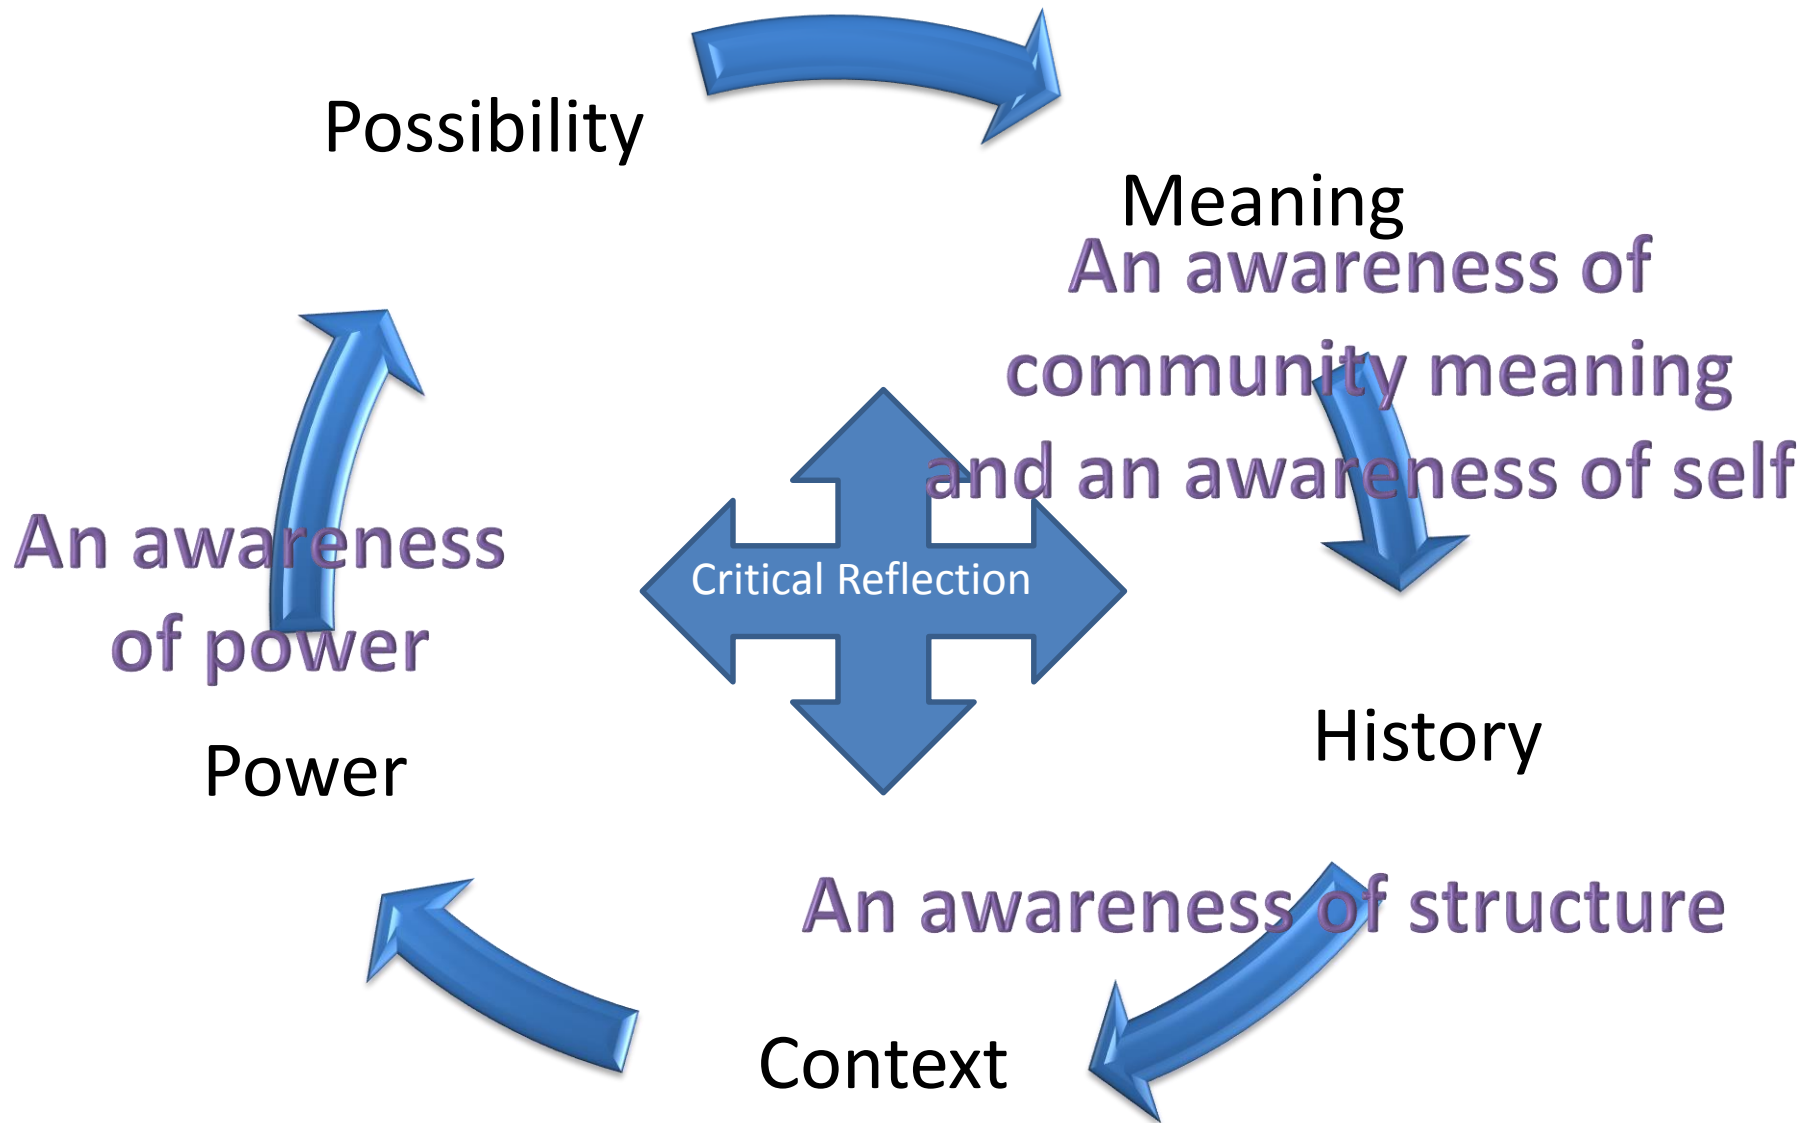 Possibility
Meaning
An awareness of
community meaning
and an awareness of self
An awareness
of power
Critical Reflection
Power
History
An awareness of structure
Context